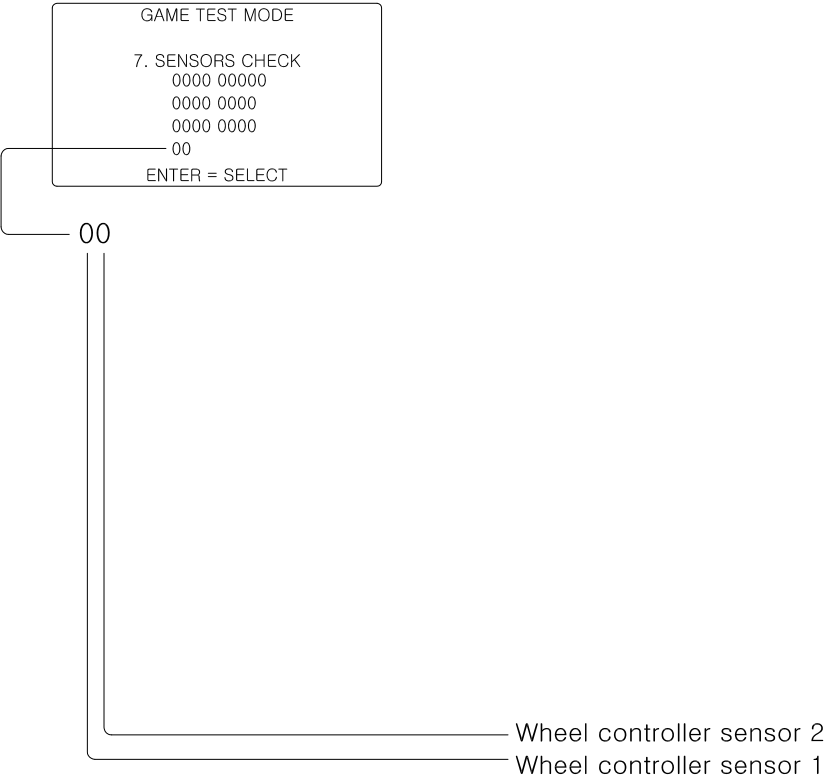 GAME TEST MODE
7. SENSORS CHECK
0000 00000
0000 0000
0000 0000
00
ENTER = SELECT
00
Wheel controller sensor 2
Wheel controller sensor 1